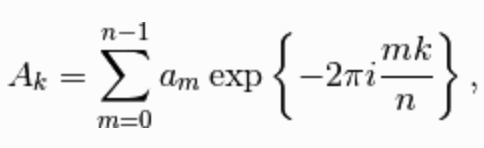 A_k = \sum_{m=0}^{n-1} a_m \exp\left\{-2\pi i \frac{mk}{n}\right\},